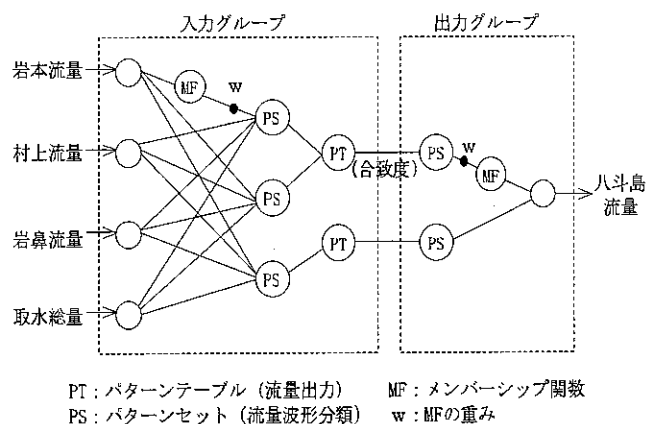 入力グループ
出力グループ
岩本流量
村上流量
岩鼻流量
取水総量
MF
w
PS
PS
PS
PT
PT
(合致度)
PS
PS
w
MF
八斗島
流量
PT：パターンテーブル（流量出力）
MF：メンバーシップ関数
PS：パターンセット（流量波形分類）
w：MFの重み